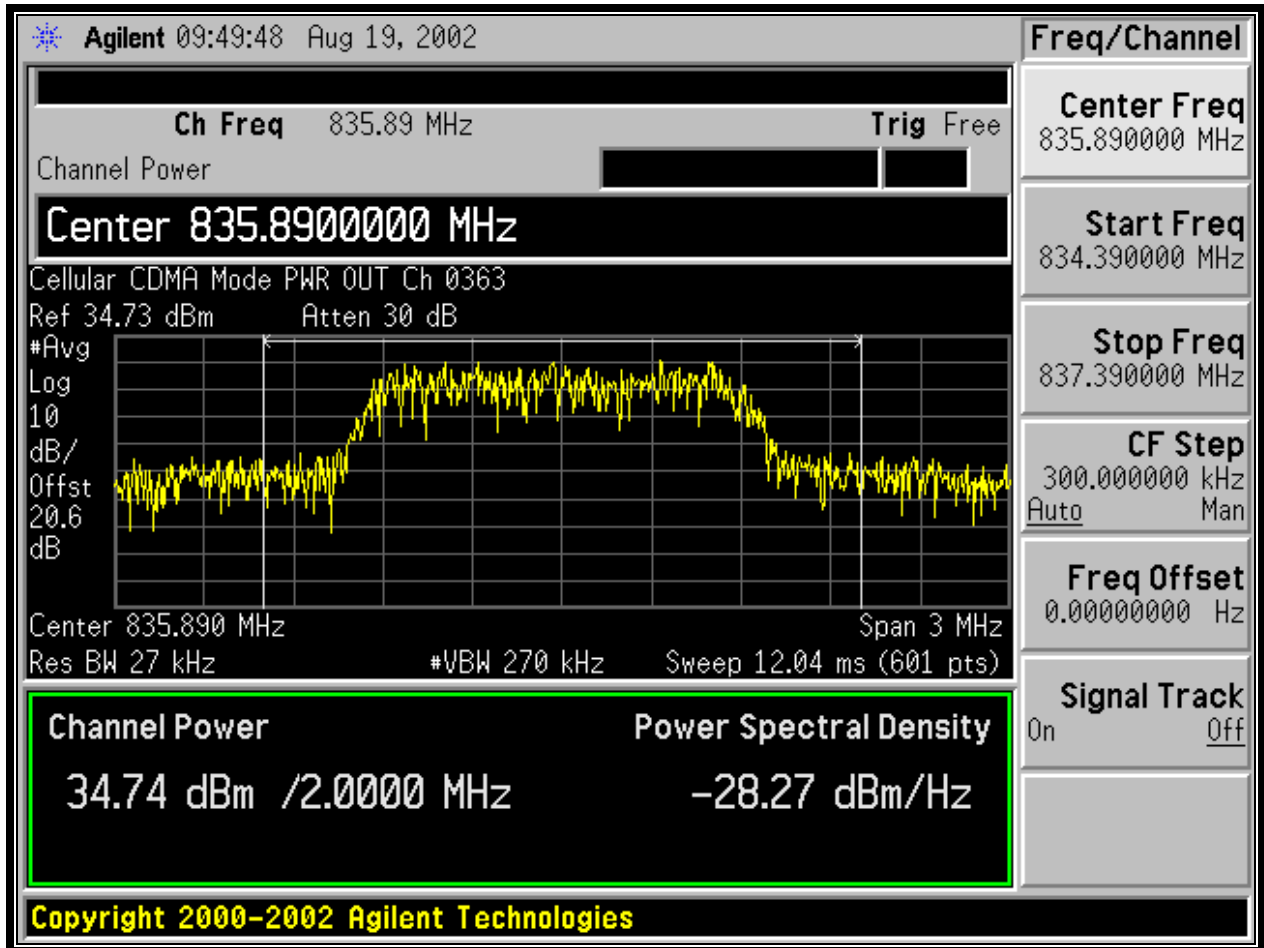 Agilent 09:49:48 Aug 19, 2002
Freq/Channel
Ch Freq 835.89 MHz
Trig Free
Channel Power
Center 835.8900000 MHz
Cellular CDMA Mode PWR OUT Ch 0363
Ref 34.73 dBm Atten 30 dB
#Avg
Log
10
dB/
Offst
20.6
dB
Center 835.890 MHz
Span 3 MHz
Res BW 27 kHz #VBW 270 kHz Sweep 12.04 ms (601 pts)
Channel Power
Power Spectral Density
34.74 dBm /2.0000 MHz
-28.27 dBm/Hz
Center Freq
835.890000 MHz
Start Freq
834.390000 MHz
Stop Freq
837.390000 MHz
CF Step
300.000000 kHz
Auto Man
Freq Offset
0.00000000 Hz
Signal Track
On Off
Copyright 2000-2002 Agilent Technologies